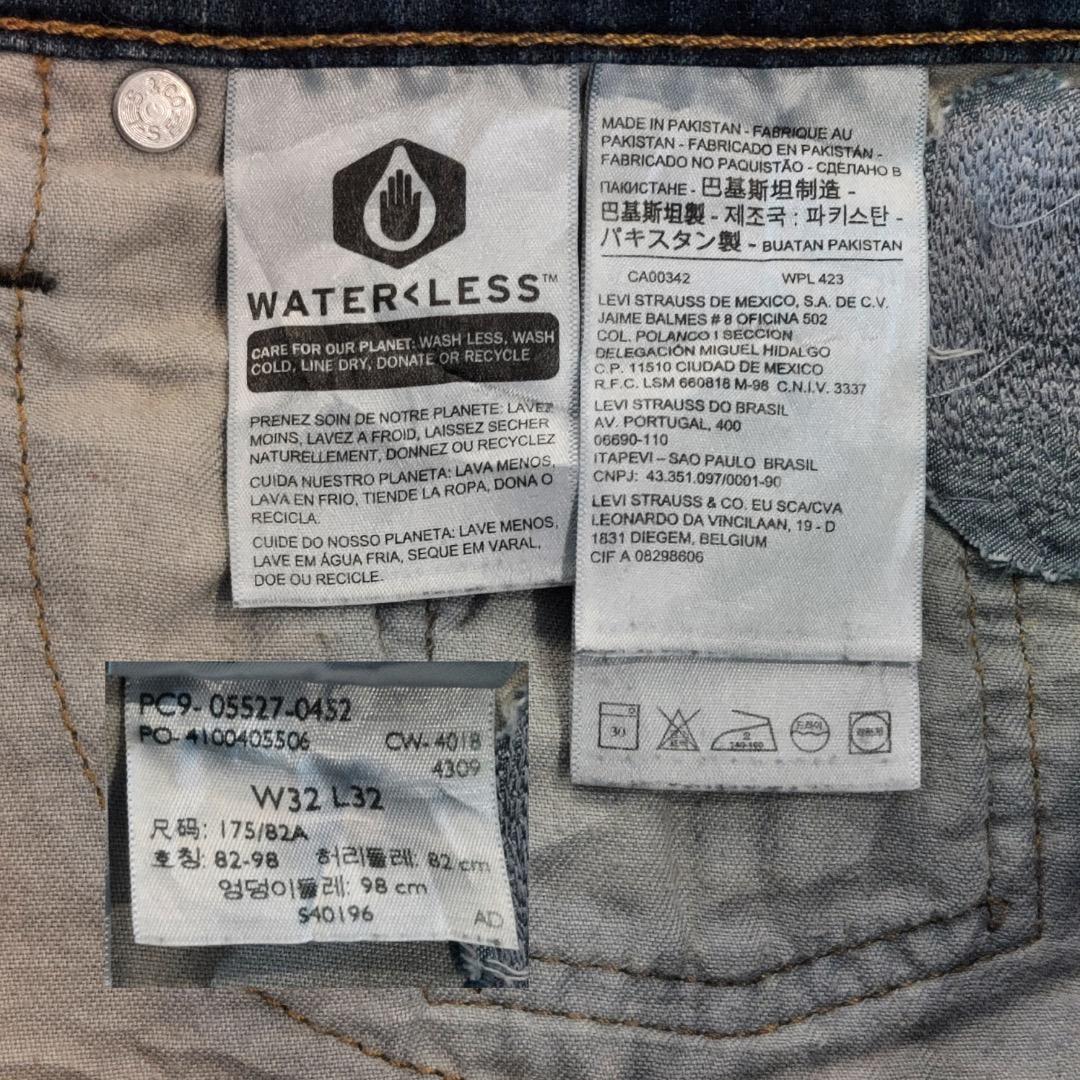 S & CO
SS
WATER<LESS™
CARE FOR OUR PLANET: WASH LESS, WASH
COLD, LINE DRY, DONATE OR RECYCLE
PRENEZ SOIN DE NOTRE PLANETE: LAVEZ
MOINS, LAVEZ A FROID, LAISSEZ SECHER
NATURELLEMENT, DONNEZ OU RECYCLEZ
CUIDA NUESTRO PLANETA: LAVA MENOS,
LAVA EN FRIO, TIENDE LA ROPA, DONA O
RECICLA.
CUIDE DO NOSSO PLANETA: LAVE MENOS,
LAVE EM ÁGUA FRIA, SEQUE EM VARAL,
DOE OU RECICLE.
MADE IN PAKISTAN - FABRIQUE AU
PAKISTAN - FABRICADO EN PAKISTÁN -
FABRICADO NO PAQUISTÃO - СДЕЛАНО В
ПАКИСТАНЕ - 巴基斯坦制造 -
巴基斯坦製 - 제조국 : 파키스탄 -
パキスタン製 - BUATAN PAKISTAN
CA00342 WPL 423
LEVI STRAUSS DE MEXICO, S.A. DE C.V.
JAIME BALMES # 8 OFICINA 502
COL. POLANCO I SECCION
DELEGACIÓN MIGUEL HIDALGO
C.P. 11510 CIUDAD DE MEXICO
R.F.C. LSM 660818 M-98 C.N.I.V. 3337
LEVI STRAUSS DO BRASIL
AV. PORTUGAL, 400
06690-110
ITAPEVI – SAO PAULO BRASIL
CNPJ: 43.351.097/0001-90
LEVI STRAUSS & CO. EU SCA/CVA
LEONARDO DA VINCILAAN, 19 - D
1831 DIEGEM, BELGIUM
CIF A 08298606
30
2
드라이
PC9- 05527-0452
PO- 4100405506 CW- 4018
4309
W32 L32
尺码: 175/82A
호칭: 82-98 허리둘레: 82 cm
엉덩이둘레: 98 cm
S40196 AD